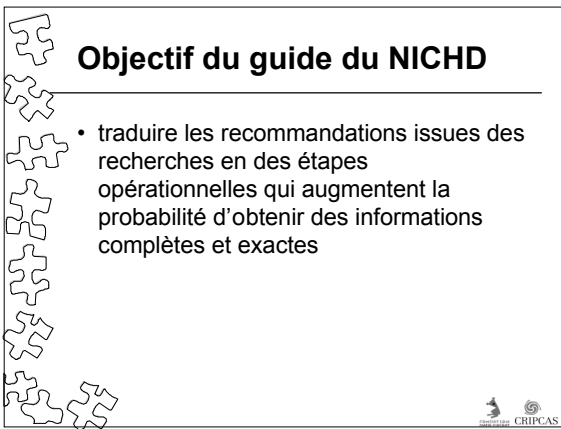 Objectif du guide du NICHD
• traduire les recommandations issues des
recherches en des étapes
opérationnelles qui augmentent la
probabilité d’obtenir des informations
complètes et exactes
CRIPCAS